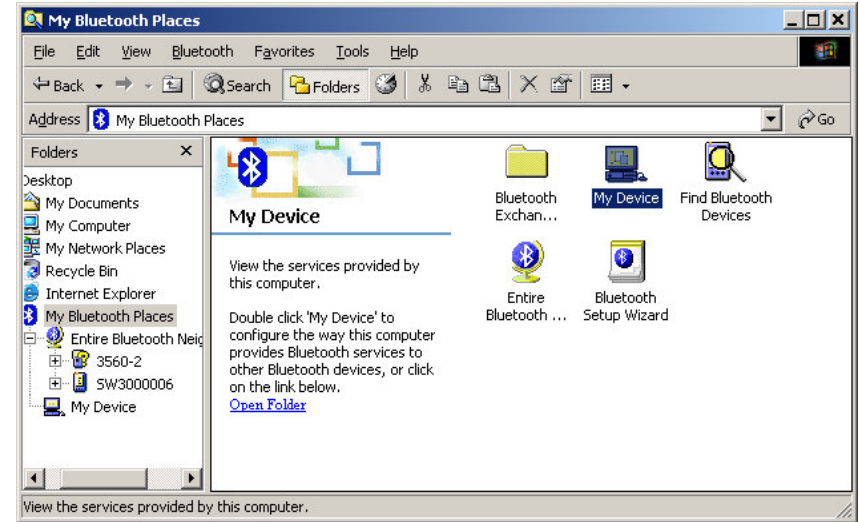 My Bluetooth Places
File Edit View Bluetooth Favorites Tools Help
Back Search Folders
Address My Bluetooth Places Go
Folders
Desktop
My Documents
My Computer
My Network Places
Recycle Bin
Internet Explorer
My Bluetooth Places
Entire Bluetooth Neig
3560-2
SW3000006
My Device
My Device
View the services provided by
this computer.
Double click 'My Device' to
configure the way this computer
provides Bluetooth services to
other Bluetooth devices, or click
on the link below.
Open Folder
Bluetooth
Exchan...
My Device
Find Bluetooth
Devices
Entire
Bluetooth ...
Bluetooth
Setup Wizard
View the services provided by this computer.